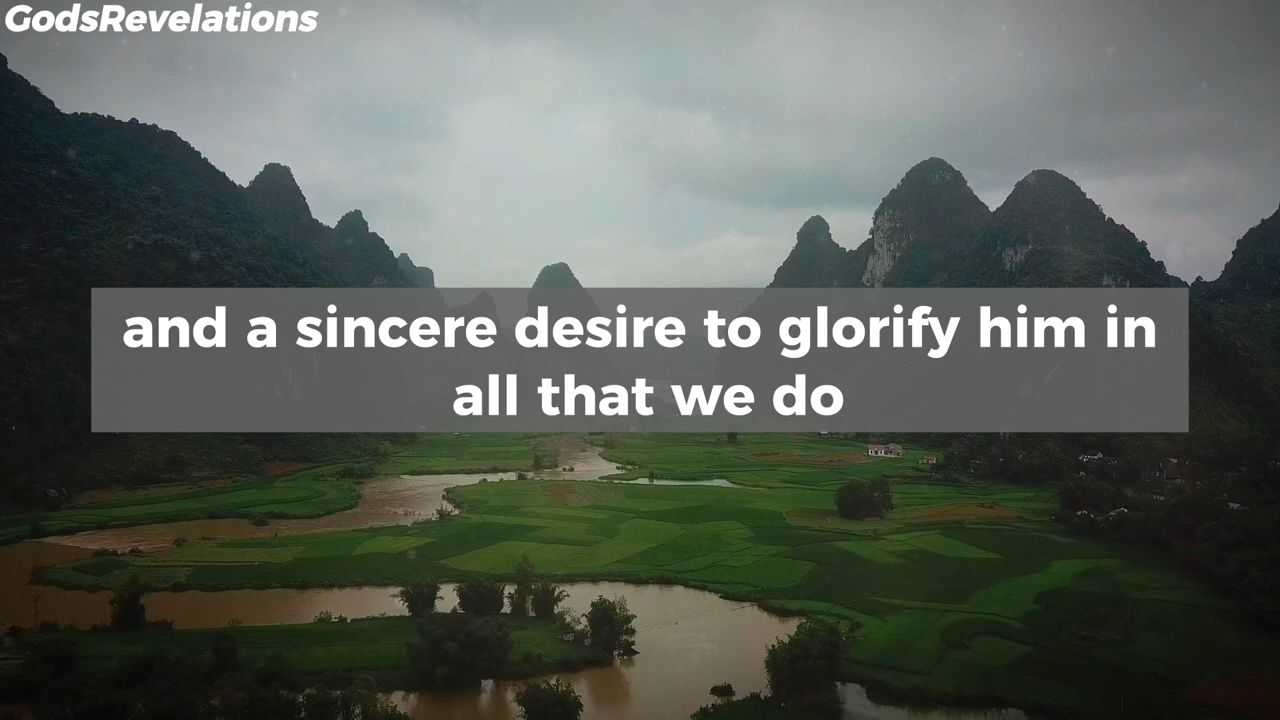 GodsRevelations
and a sincere desire to glorify him in
all that we do